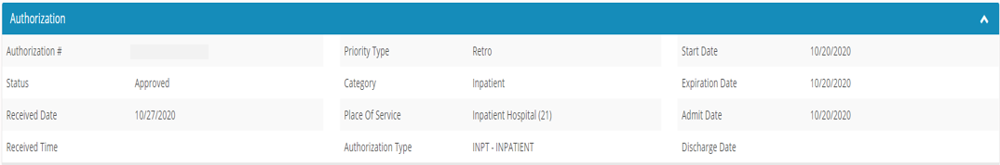 Authorization
Authorization # Priority Type Retro Start Date 10/20/2020
Status Approved Category Inpatient Expiration Date 10/20/2020
Received Date 10/27/2020 Place Of Service Inpatient Hospital (21) Admit Date 10/20/2020
Received Time Authorization Type INPT - INPATIENT Discharge Date